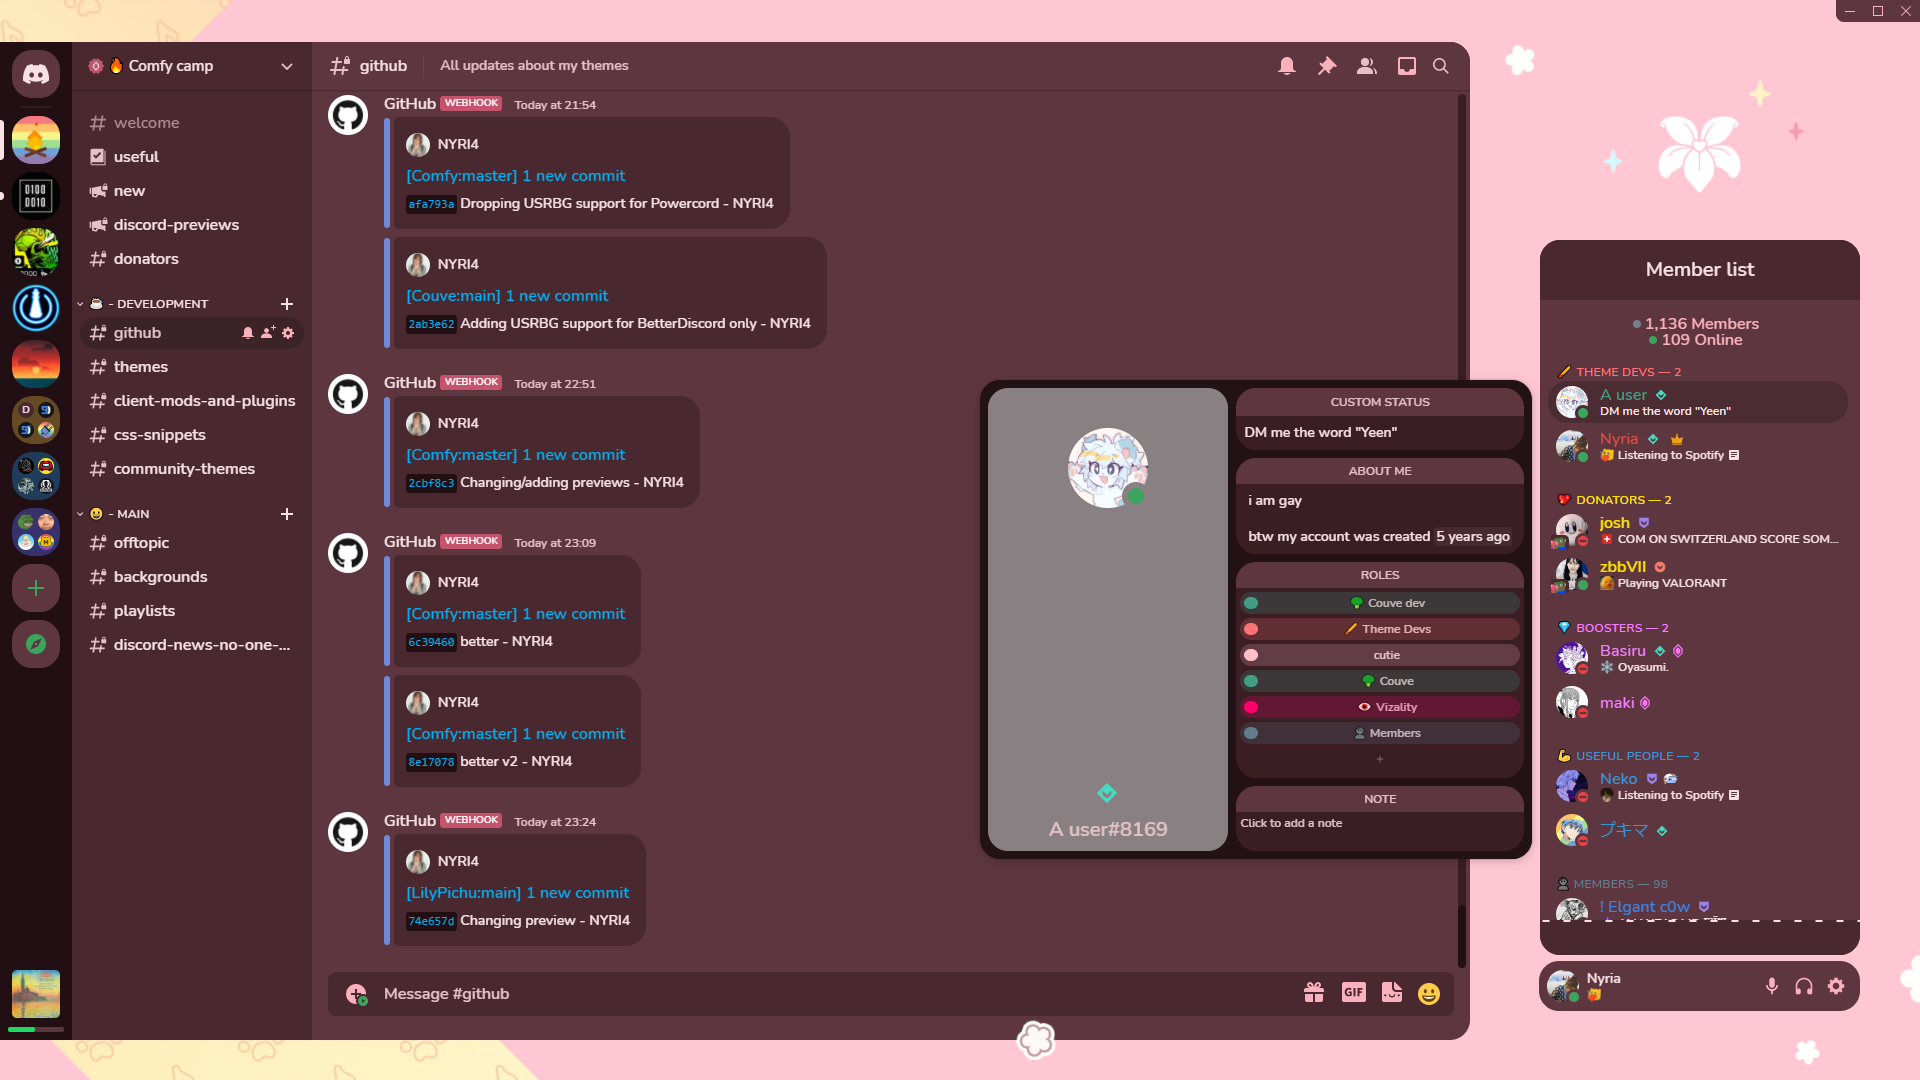 Comfy camp
welcome
useful
new
discord-previews
donators
- DEVELOPMENT
github
themes
client-mods-and-plugins
css-snippets
community-themes
- MAIN
offtopic
backgrounds
playlists
discord-news-no-one-...
github
All updates about my themes
GitHub WEBHOOK Today at 21:54
NYRI4
[Comfy:master] 1 new commit
afa793a Dropping USRBG support for Powercord - NYRI4
NYRI4
[Couve:main] 1 new commit
2ab3e62 Adding USRBG support for BetterDiscord only - NYRI4
GitHub WEBHOOK Today at 22:51
NYRI4
[Comfy:master] 1 new commit
2cbf8c3 Changing/adding previews - NYRI4
GitHub WEBHOOK Today at 23:09
NYRI4
[Comfy:master] 1 new commit
6c39460 better - NYRI4
NYRI4
[Comfy:master] 1 new commit
8e17078 better v2 - NYRI4
GitHub WEBHOOK Today at 23:24
NYRI4
[LilyPichu:main] 1 new commit
74e657d Changing preview - NYRI4
Message #github
GIF
A user#8169
CUSTOM STATUS
DM me the word "Yeen"
ABOUT ME
i am gay
btw my account was created 5 years ago
ROLES
Couve dev
Theme Devs
cutie
Couve
Vizality
Members
NOTE
Click to add a note
Member list
1,136 Members
109 Online
THEME DEVS — 2
A user
DM me the word "Yeen"
Nyria
Listening to Spotify
DONATORS — 2
josh
COM ON SWITZERLAND SCORE SOM...
zbbVII
Playing VALORANT
BOOSTERS — 2
Basiru
Oyasumi.
maki
USEFUL PEOPLE — 2
Neko
Listening to Spotify
プキマ
MEMBERS — 98
! Elgant c0w
Nyria